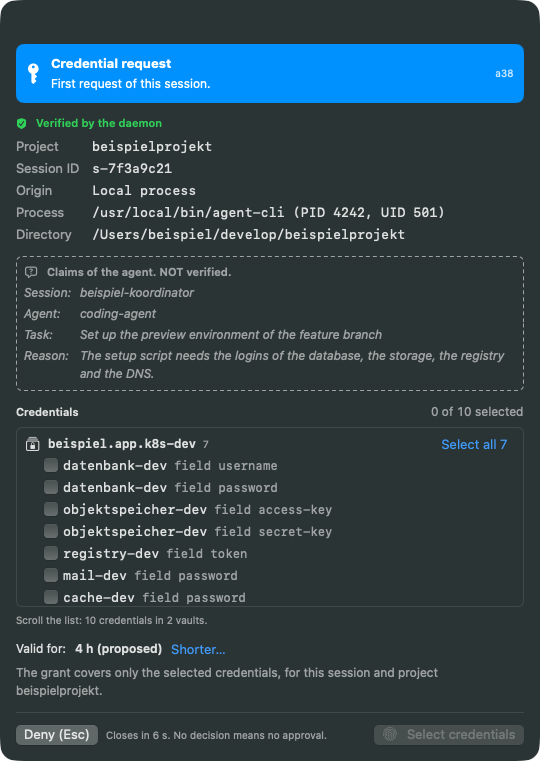 Credential request
First request of this session.
a38
Verified by the daemon
Project beispielprojekt
Session ID s-7f3a9c21
Origin Local process
Process /usr/local/bin/agent-cli (PID 4242, UID 501)
Directory /Users/beispiel/develop/beispielprojekt
Claims of the agent. NOT verified.
Session: beispiel-koordinator
Agent: coding-agent
Task: Set up the preview environment of the feature branch
Reason: The setup script needs the logins of the database, the storage, the registry
and the DNS.
Credentials 0 of 10 selected
beispiel.app.k8s-dev 7 Select all 7
datenbank-dev field username
datenbank-dev field password
objektspeicher-dev field access-key
objektspeicher-dev field secret-key
registry-dev field token
mail-dev field password
cache-dev field password
Scroll the list: 10 credentials in 2 vaults.
Valid for: 4 h (proposed) Shorter...
The grant covers only the selected credentials, for this session and project
beispielprojekt.
Deny (Esc) Closes in 6 s. No decision means no approval. Select credentials